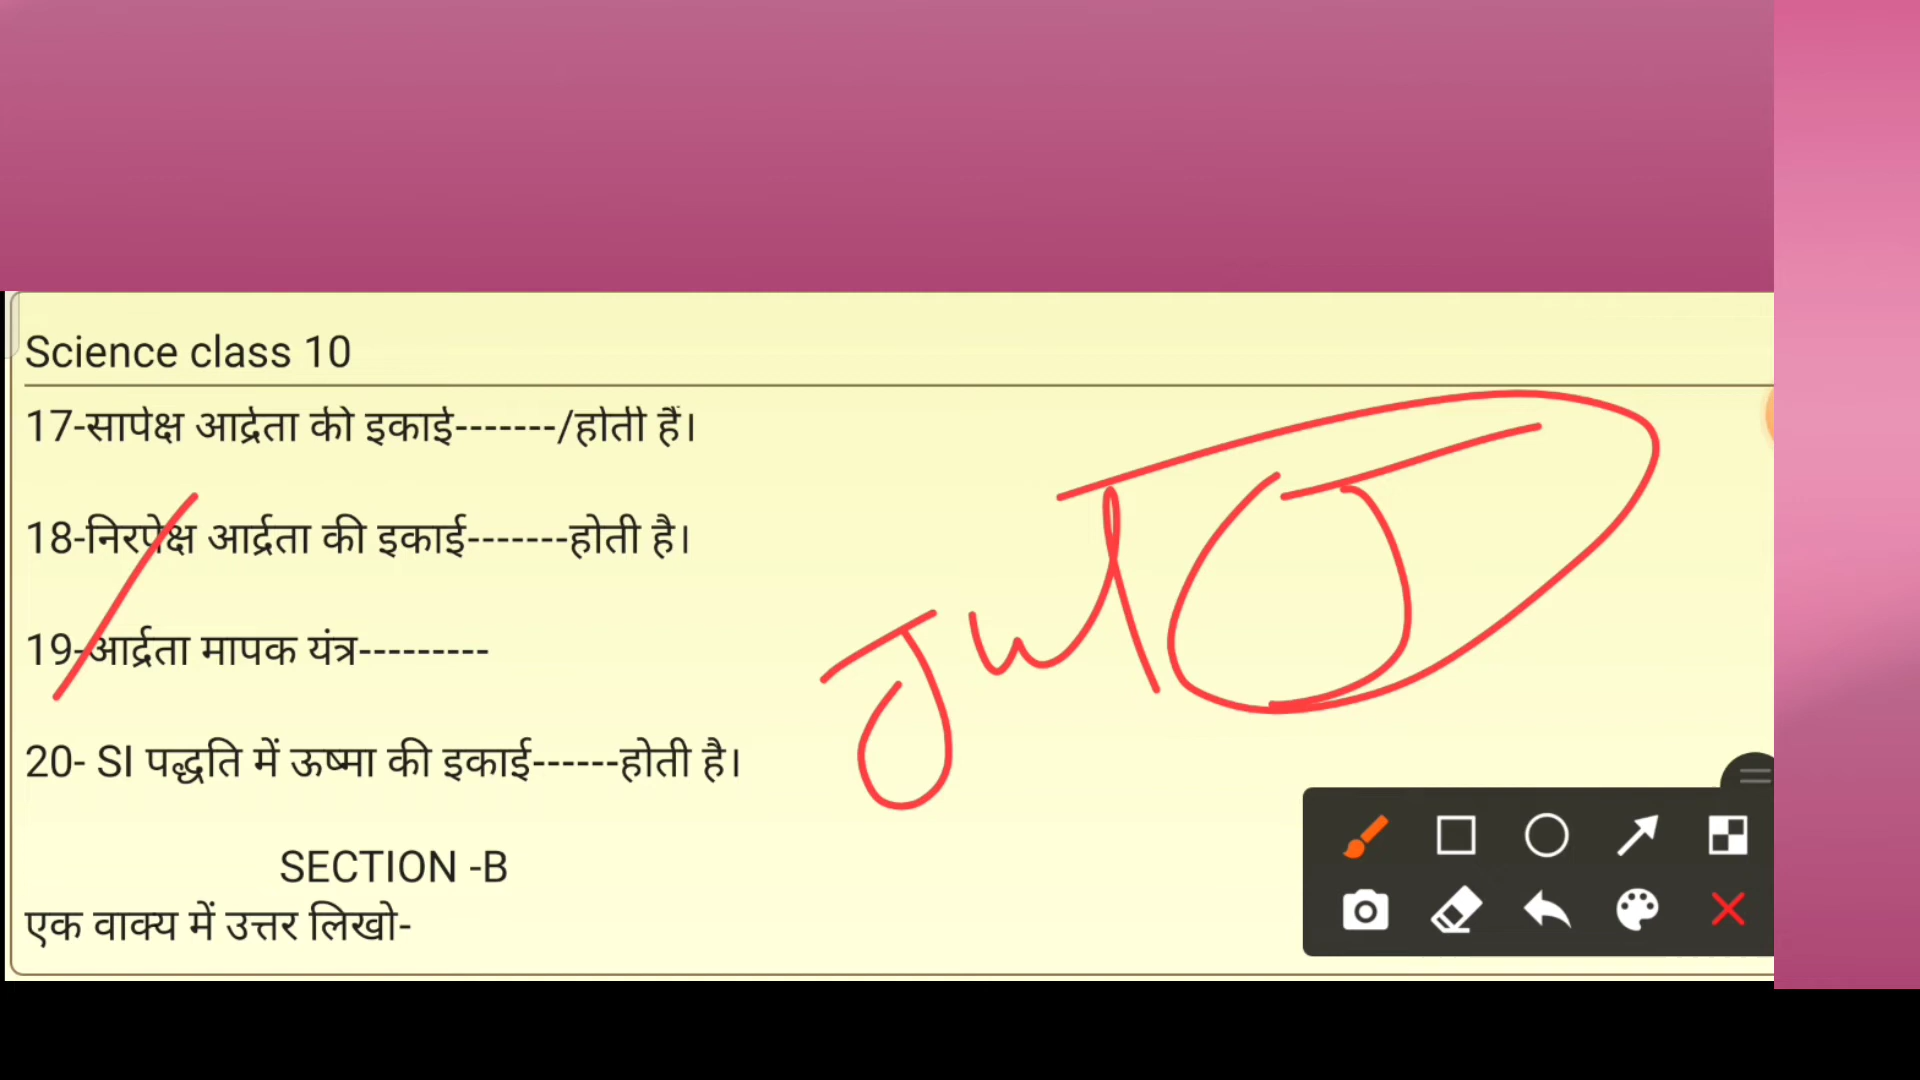 Science class 10
17-सापेक्ष आर्द्रता की इकाई-------/होती हैं।
18-निरपेक्ष आर्द्रता की इकाई-------होती है।
19-आर्द्रता मापक यंत्र---------
20- SI पद्धति में ऊष्मा की इकाई------होती है।
SECTION -B
एक वाक्य में उत्तर लिखो-